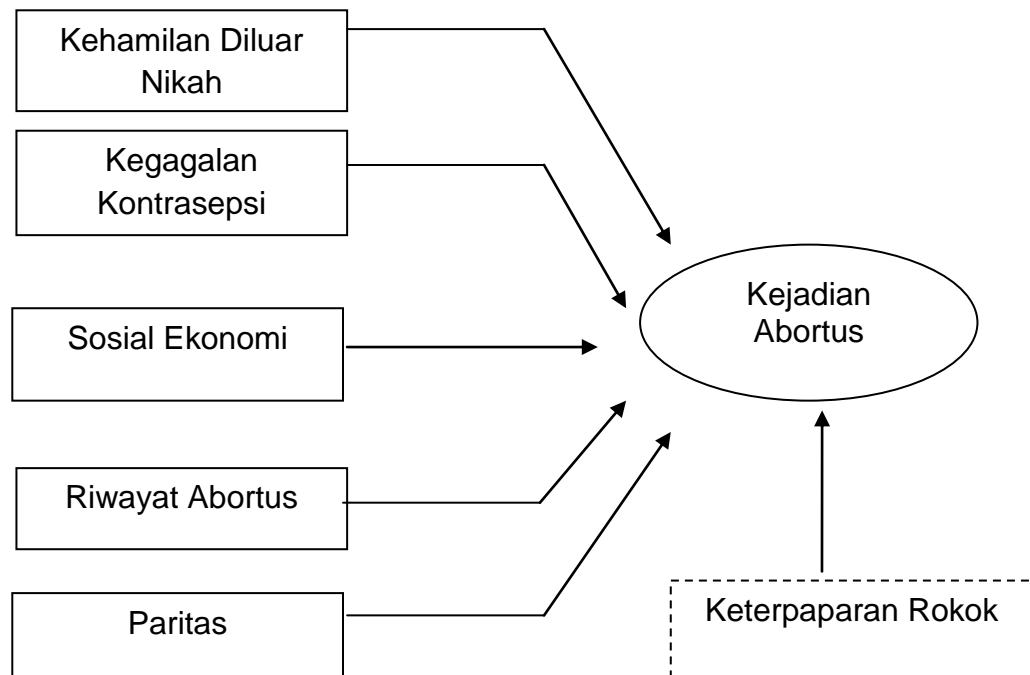 Kehamilan Diluar
Nikah
Kegagalan
Kontrasepsi
Sosial Ekonomi
Riwayat Abortus
Paritas
Kejadian
Abortus
Keterpaparan Rokok